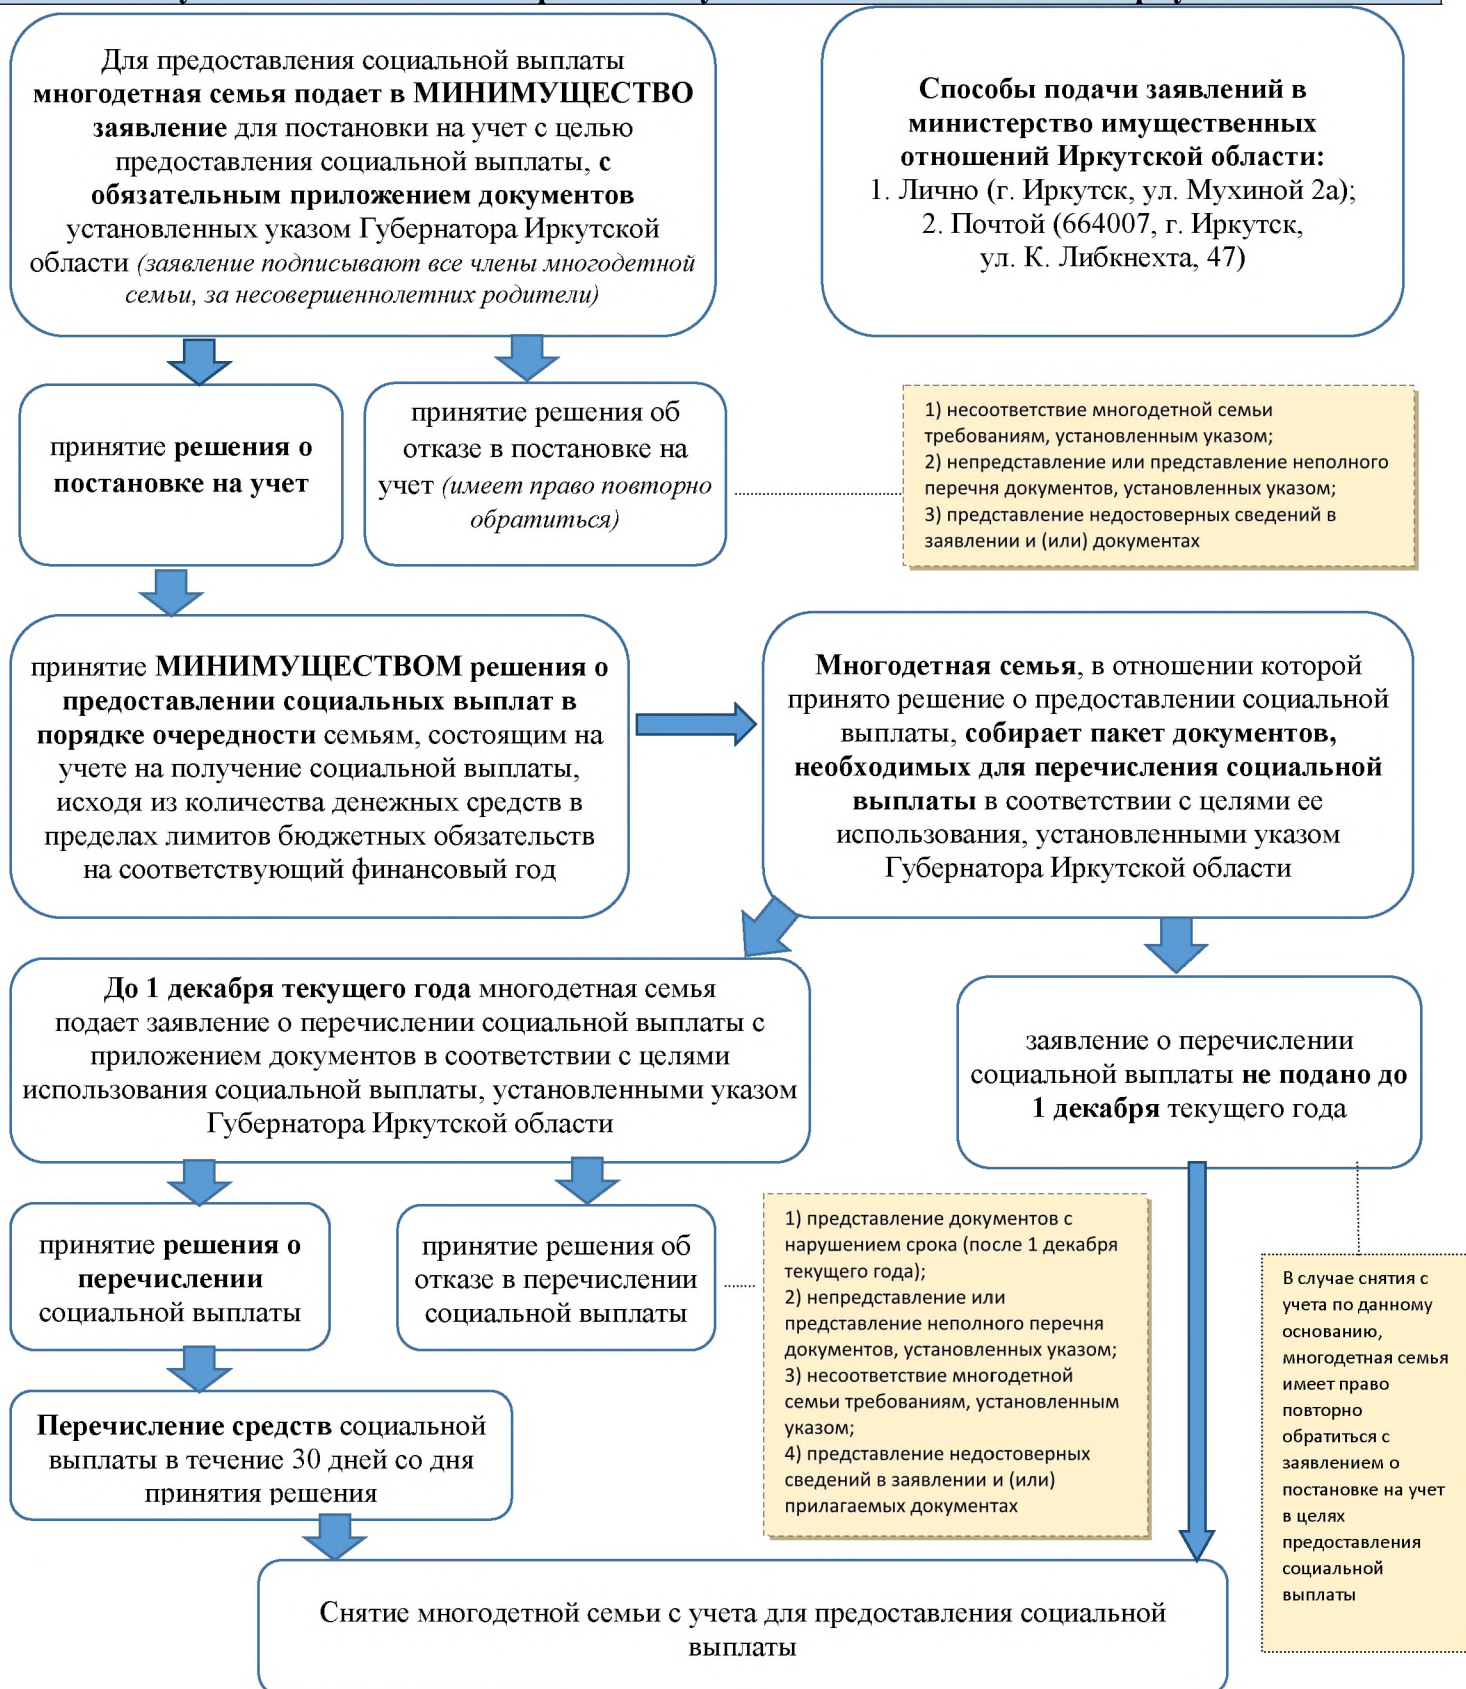 Для предоставления социальной выплаты
многодетная семья подает в МИНИМУЩЕСТВО
заявление для постановки на учет с целью
предоставления социальной выплаты, с
обязательным приложением документов
установленных указом Губернатора Иркутской
области (заявление подписывают все члены многодетной
семьи, за несовершеннолетних родители)
Способы подачи заявлений в
министерство имущественных
отношений Иркутской области:
1. Лично (г. Иркутск, ул. Мухиной 2а);
2. Почтой (664007, г. Иркутск,
ул. К. Либкнехта, 47)
принятие решения о
постановке на учет
принятие решения об
отказе в постановке на
учет (имеет право повторно
обратиться)
1) несоответствие многодетной семьи
требованиям, установленным указом;
2) непредставление или представление неполного
перечня документов, установленных указом;
3) представление недостоверных сведений в
заявлении и (или) документах
принятие МИНИМУЩЕСТВОМ решения о
предоставлении социальных выплат в
порядке очередности семьям, состоящим на
учете на получение социальной выплаты,
исходя из количества денежных средств в
пределах лимитов бюджетных обязательств
на соответствующий финансовый год
Многодетная семья, в отношении которой
принято решение о предоставлении социальной
выплаты, собирает пакет документов,
необходимых для перечисления социальной
выплаты в соответствии с целями ее
использования, установленными указом
Губернатора Иркутской области
До 1 декабря текущего года многодетная семья
подает заявление о перечислении социальной выплаты с
приложением документов в соответствии с целями
использования социальной выплаты, установленными указом
Губернатора Иркутской области
заявление о перечислении
социальной выплаты не подано до
1 декабря текущего года
принятие решения о
перечислении
социальной выплаты
принятие решения об
отказе в перечислении
социальной выплаты
1) представление документов с
нарушением срока (после 1 декабря
текущего года);
2) непредставление или
представление неполного перечня
документов, установленных указом;
3) несоответствие многодетной
семьи требованиям, установленным
указом;
4) представление недостоверных
сведений в заявлении и (или)
прилагаемых документах
В случае снятия с
учета по данному
основанию,
многодетная семья
имеет право
повторно
обратиться с
заявлением о
постановке на учет
в целях
предоставления
социальной
выплаты
Перечисление средств социальной
выплаты в течение 30 дней со дня
принятия решения
Снятие многодетной семьи с учета для предоставления социальной
выплаты